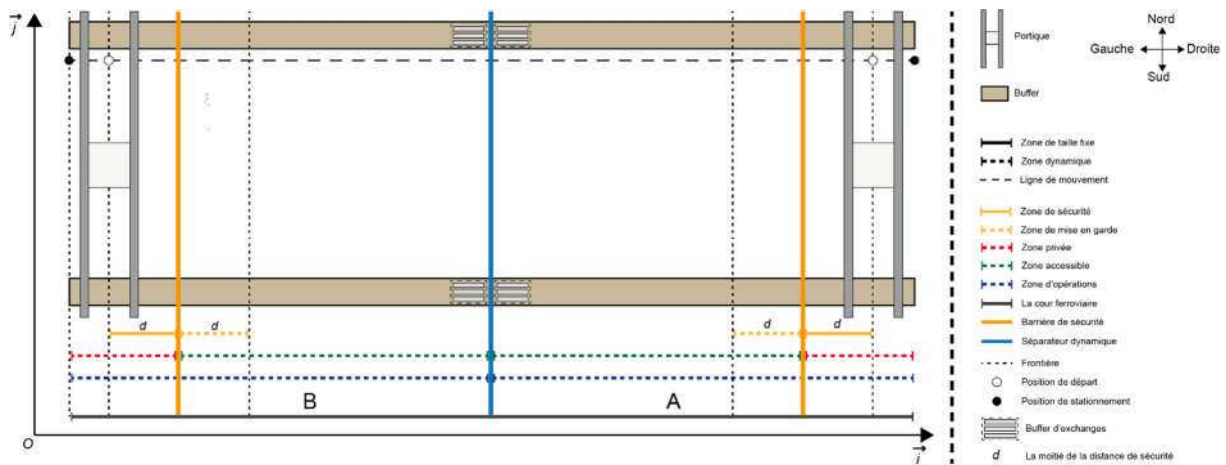 j
d
d
d
d
B
A
O
i
Portique
Nord
Gauche
Droite
Sud
Buffer
Zone de taille fixe
Zone dynamique
Ligne de mouvement
Zone de sécurité
Zone de mise en garde
Zone privée
Zone accessible
Zone d'opérations
La cour ferroviaire
Barrière de sécurité
Séparateur dynamique
Frontière
Position de départ
Position de stationnement
Buffer d'exchanges
d La moitié de la distance de sécurité